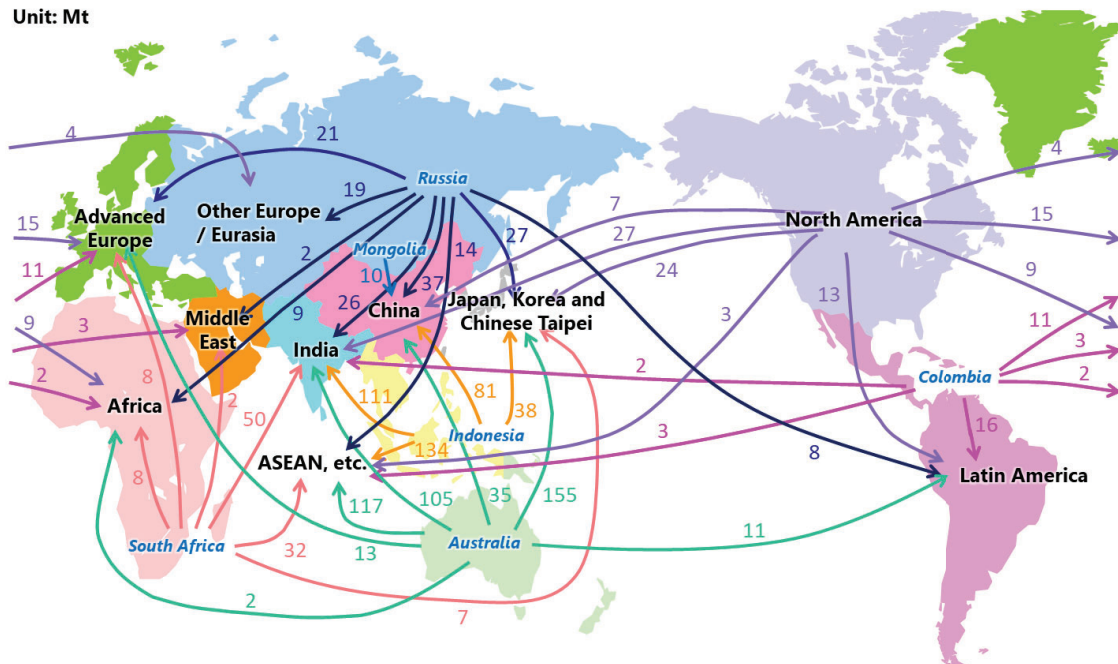 Unit: Mt
4
21
4
Russia
19
Advanced
Europe
Other Europe
/ Eurasia
7
North America
15
15
27
27
Mongolia
14
2
24
10
37
11
9
26
13
Japan, Korea and
Chinese Taipei
China
9
Middle
East
9
3
3
India
11
3
2
Colombia
2
8
2
81
Africa
111
50
38
16
Indonesia
3
134
8
ASEAN, etc.
8
Latin America
35
155
105
117
11
South Africa
32
Australia
13
2
7